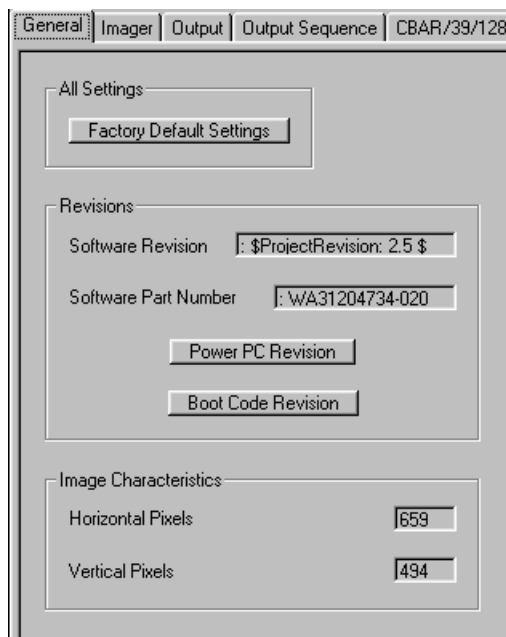 General Imager Output Output Sequence CBAR/39/128
All Settings
Factory Default Settings
Revisions
Software Revision : $ProjectRevision: 2.5 $
Software Part Number : WA31204734-020
Power PC Revision
Boot Code Revision
Image Characteristics
Horizontal Pixels 659
Vertical Pixels 494